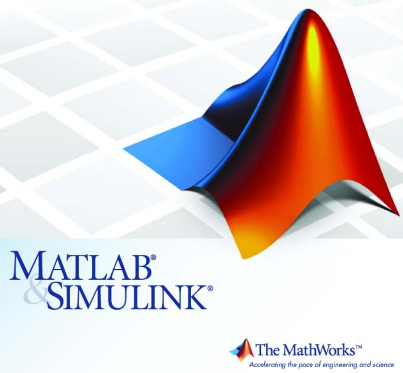 MATLAB®
&SIMULINK®
The MathWorks™
Accelerating the pace of engineering and science